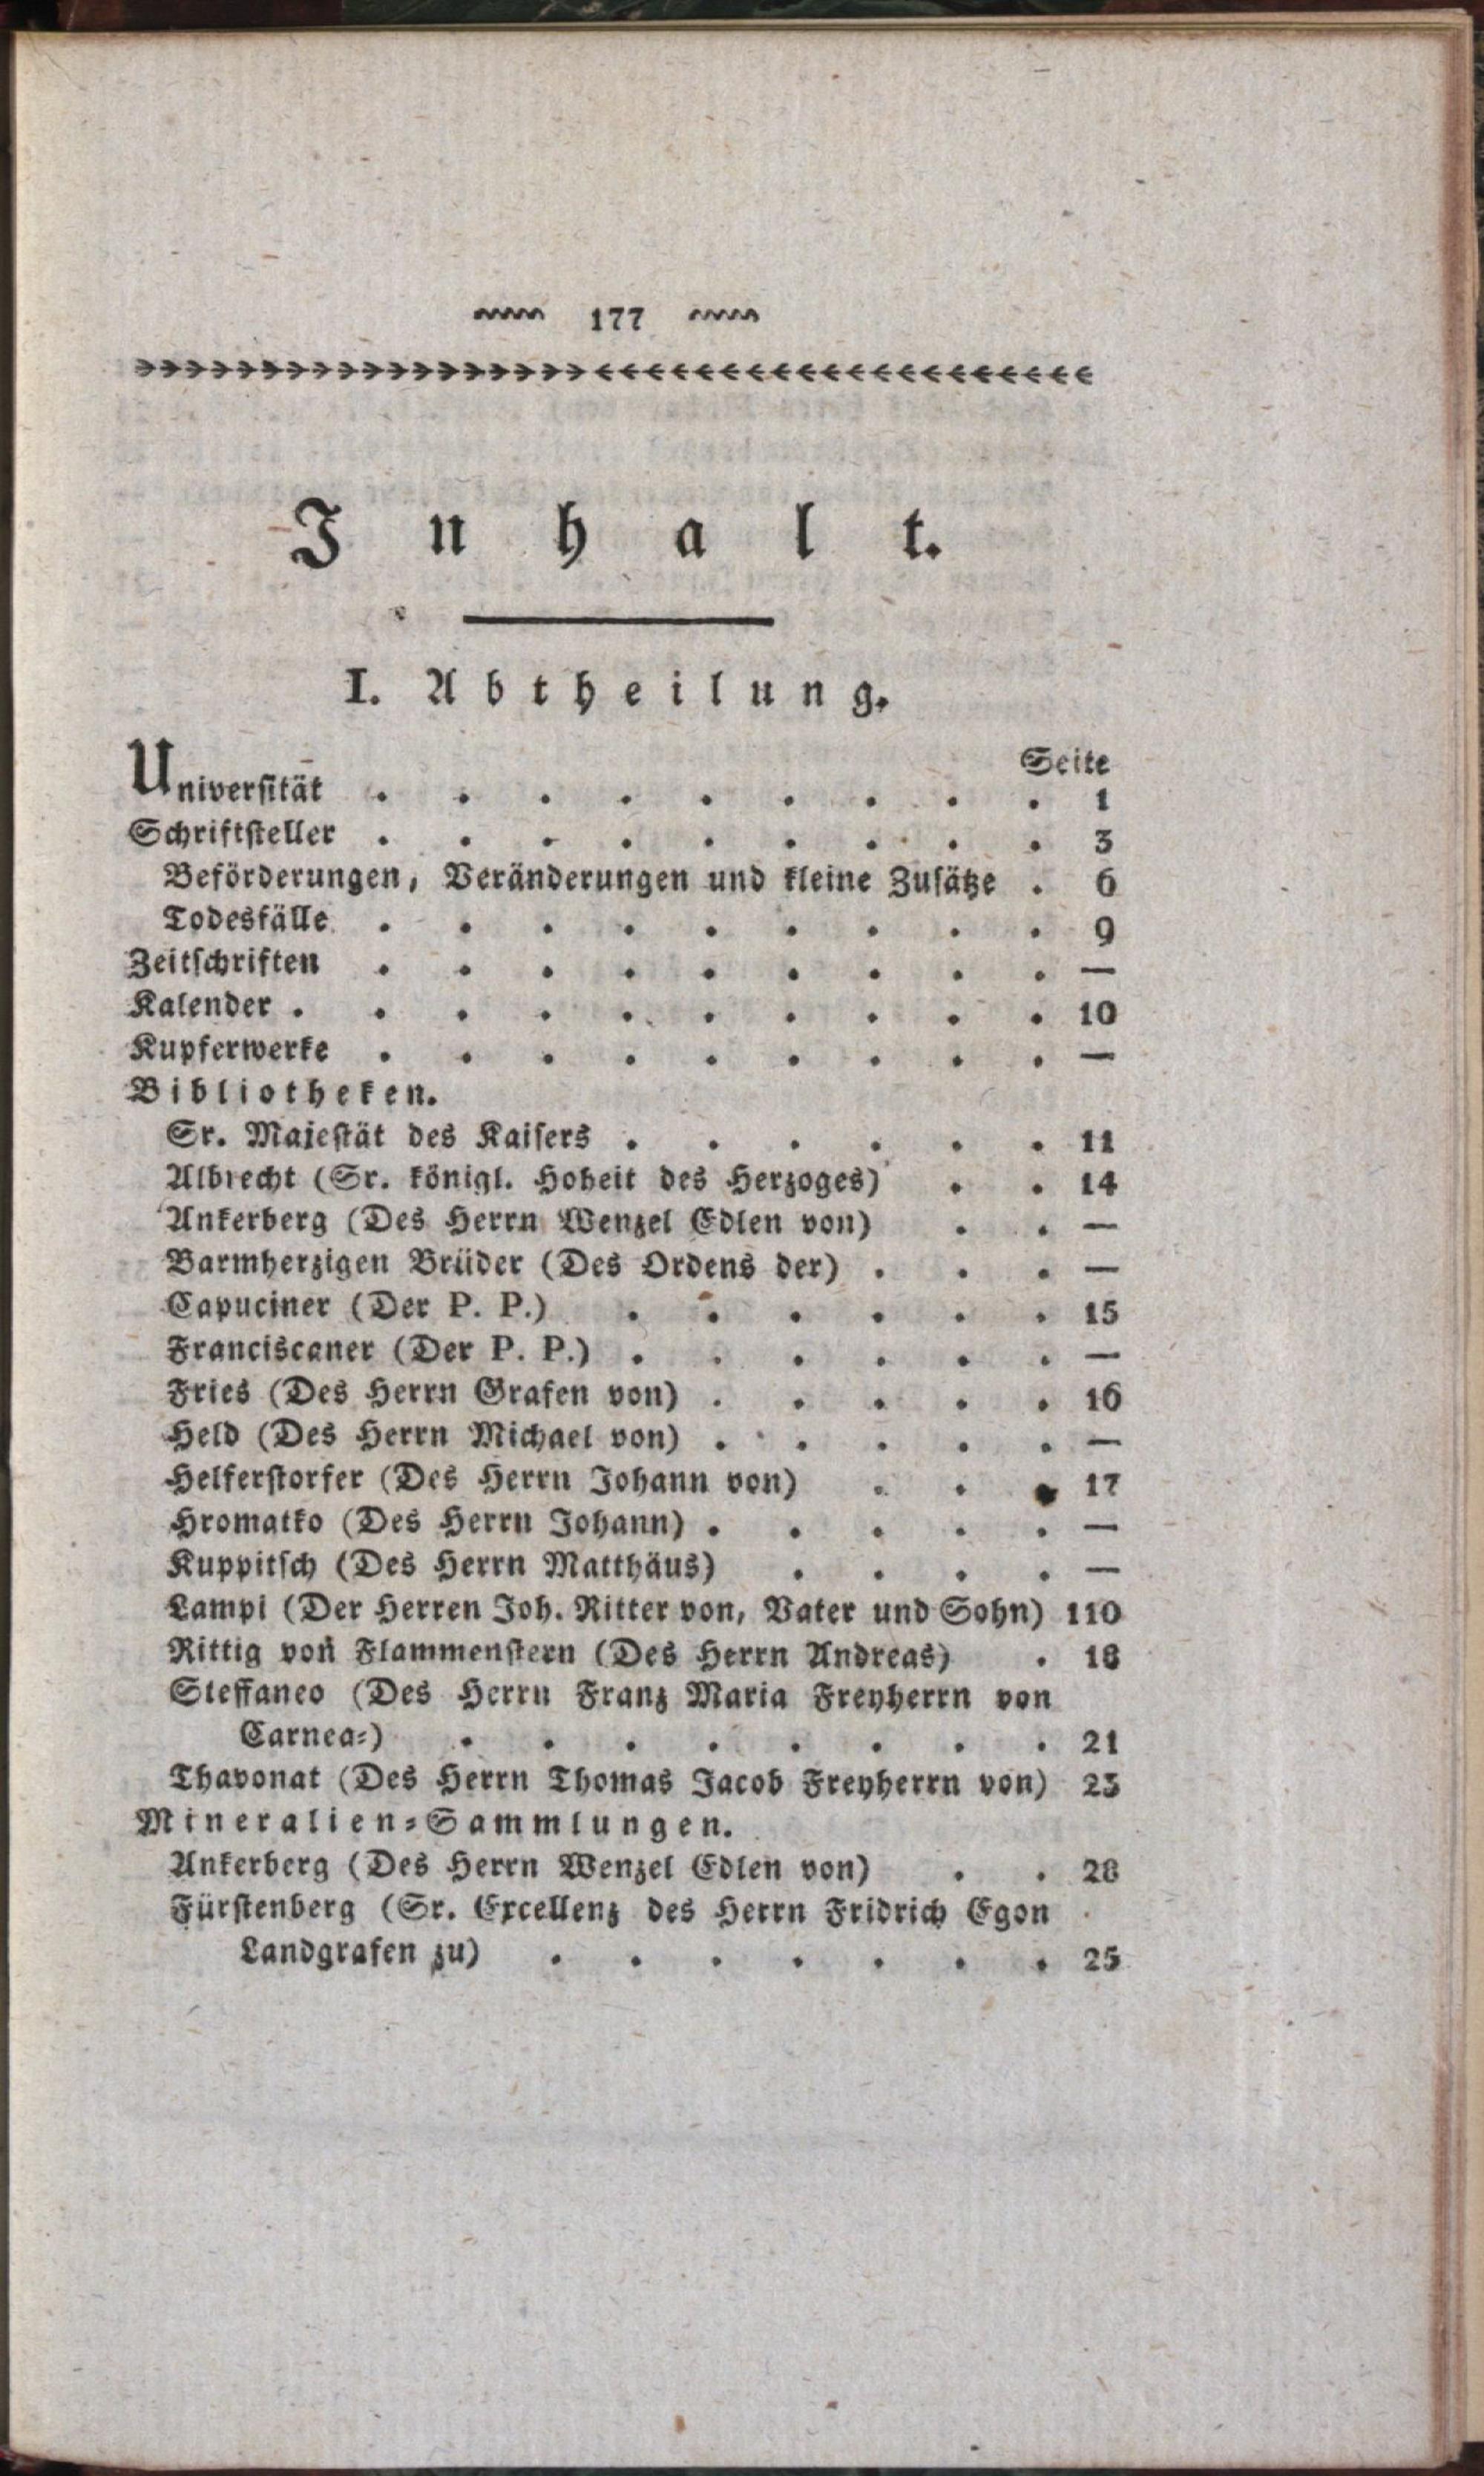 177
Inhalt.
I. Abtheilung.
Seite
Universität . . . . . . . . . 1
Schriftsteller . . . . . . . . . 3
Beförderungen, Veränderungen und kleine Zusätze . 6
Todesfälle . . . . . . . . . 9
Zeitschriften . . . . . . . . . —
Kalender . . . . . . . . . . 10
Kupferwerke . . . . . . . . . —
Bibliotheken.
Sr. Majestät des Kaisers . . . . . . 11
Albrecht (Sr. königl. Hoheit des Herzoges) . . 14
Ankerberg (Des Herrn Wenzel Edlen von) . . —
Barmherzigen Brüder (Des Ordens der) . . . —
Capuciner (Der P. P.) . . . . . . 15
Franciscaner (Der P. P.) . . . . . . —
Fries (Des Herrn Grafen von) . . . . . 16
Held (Des Herrn Michael von) . . . . . —
Helferstorfer (Des Herrn Johann von) . . . 17
Hromatko (Des Herrn Johann) . . . . . —
Kuppitsch (Des Herrn Matthäus) . . . . —
Lampi (Der Herren Joh. Ritter von, Vater und Sohn) 110
Rittig von Flammenstern (Des Herrn Andreas) . 18
Steffaneo (Des Herrn Franz Maria Freyherrn von
Carnea=) . . . . . . . . 21
Thavonat (Des Herrn Thomas Jacob Freyherrn von) 23
Mineralien=Sammlungen.
Ankerberg (Des Herrn Wenzel Edlen von) . . 28
Fürstenberg (Sr. Excellenz des Herrn Fridrich Egon
Landgrafen zu) . . . . . . . 25